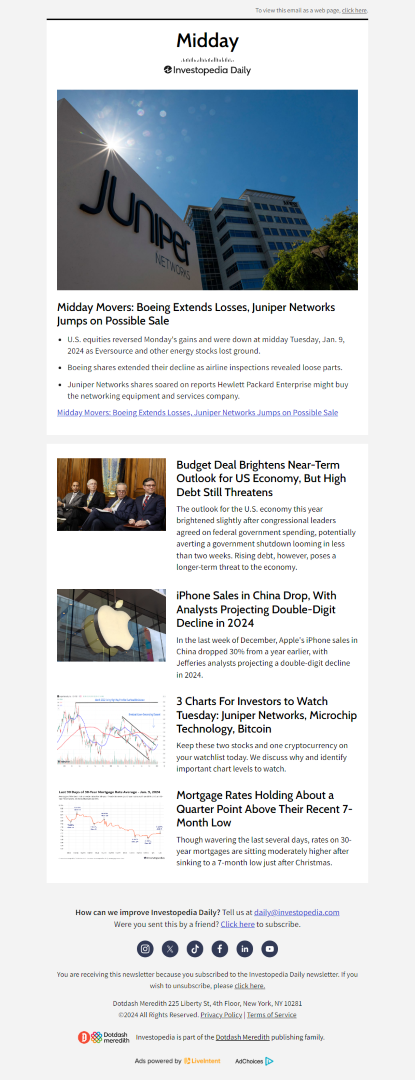 To view this email as a web page, click here.
Midday
Investopedia Daily
JUNIPEr
NETWORKS
Midday Movers: Boeing Extends Losses, Juniper Networks
Jumps on Possible Sale
• U.S. equities reversed Monday's gains and were down at midday Tuesday, Jan. 9,
2024 as Eversource and other energy stocks lost ground.
• Boeing shares extended their decline as airline inspections revealed loose parts.
• Juniper Networks shares soared on reports Hewlett Packard Enterprise might buy
the networking equipment and services company.
Midday Movers: Boeing Extends Losses, Juniper Networks Jumps on Possible Sale
Budget Deal Brightens Near-Term
Outlook for US Economy, But High
Debt Still Threatens
The outlook for the U.S. economy this year
brightened slightly after congressional leaders
agreed on federal government spending, potentially
averting a government shutdown looming in less
than two weeks. Rising debt, however, poses a
longer-term threat to the economy.
iPhone Sales in China Drop, With
Analysts Projecting Double-Digit
Decline in 2024
In the last week of December, Apple's iPhone sales in
China dropped 30% from a year earlier, with
Jefferies analysts projecting a double-digit decline
in 2024.
3 Charts For Investors to Watch
Tuesday: Juniper Networks, Microchip
Technology, Bitcoin
Keep these two stocks and one cryptocurrency on
your watchlist today. We discuss why and identify
important chart levels to watch.
Mortgage Rates Holding About a
Quarter Point Above Their Recent 7-
Month Low
Though wavering the last several days, rates on 30-
year mortgages are sitting moderately higher after
sinking to a 7-month low just after Christmas.
How can we improve Investopedia Daily? Tell us at daily@investopedia.com
Were you sent this by a friend? Click here to subscribe.
You are receiving this newsletter because you subscribed to the Investopedia Daily newsletter. If you
wish to unsubscribe, please click here.
Dotdash Meredith 225 Liberty St, 4th Floor, New York, NY 10281
©2024 All Rights Reserved. Privacy Policy | Terms of Service
Dotdash
meredith
Investopedia is part of the Dotdash Meredith publishing family.
Ads powered by LiveIntent
AdChoices